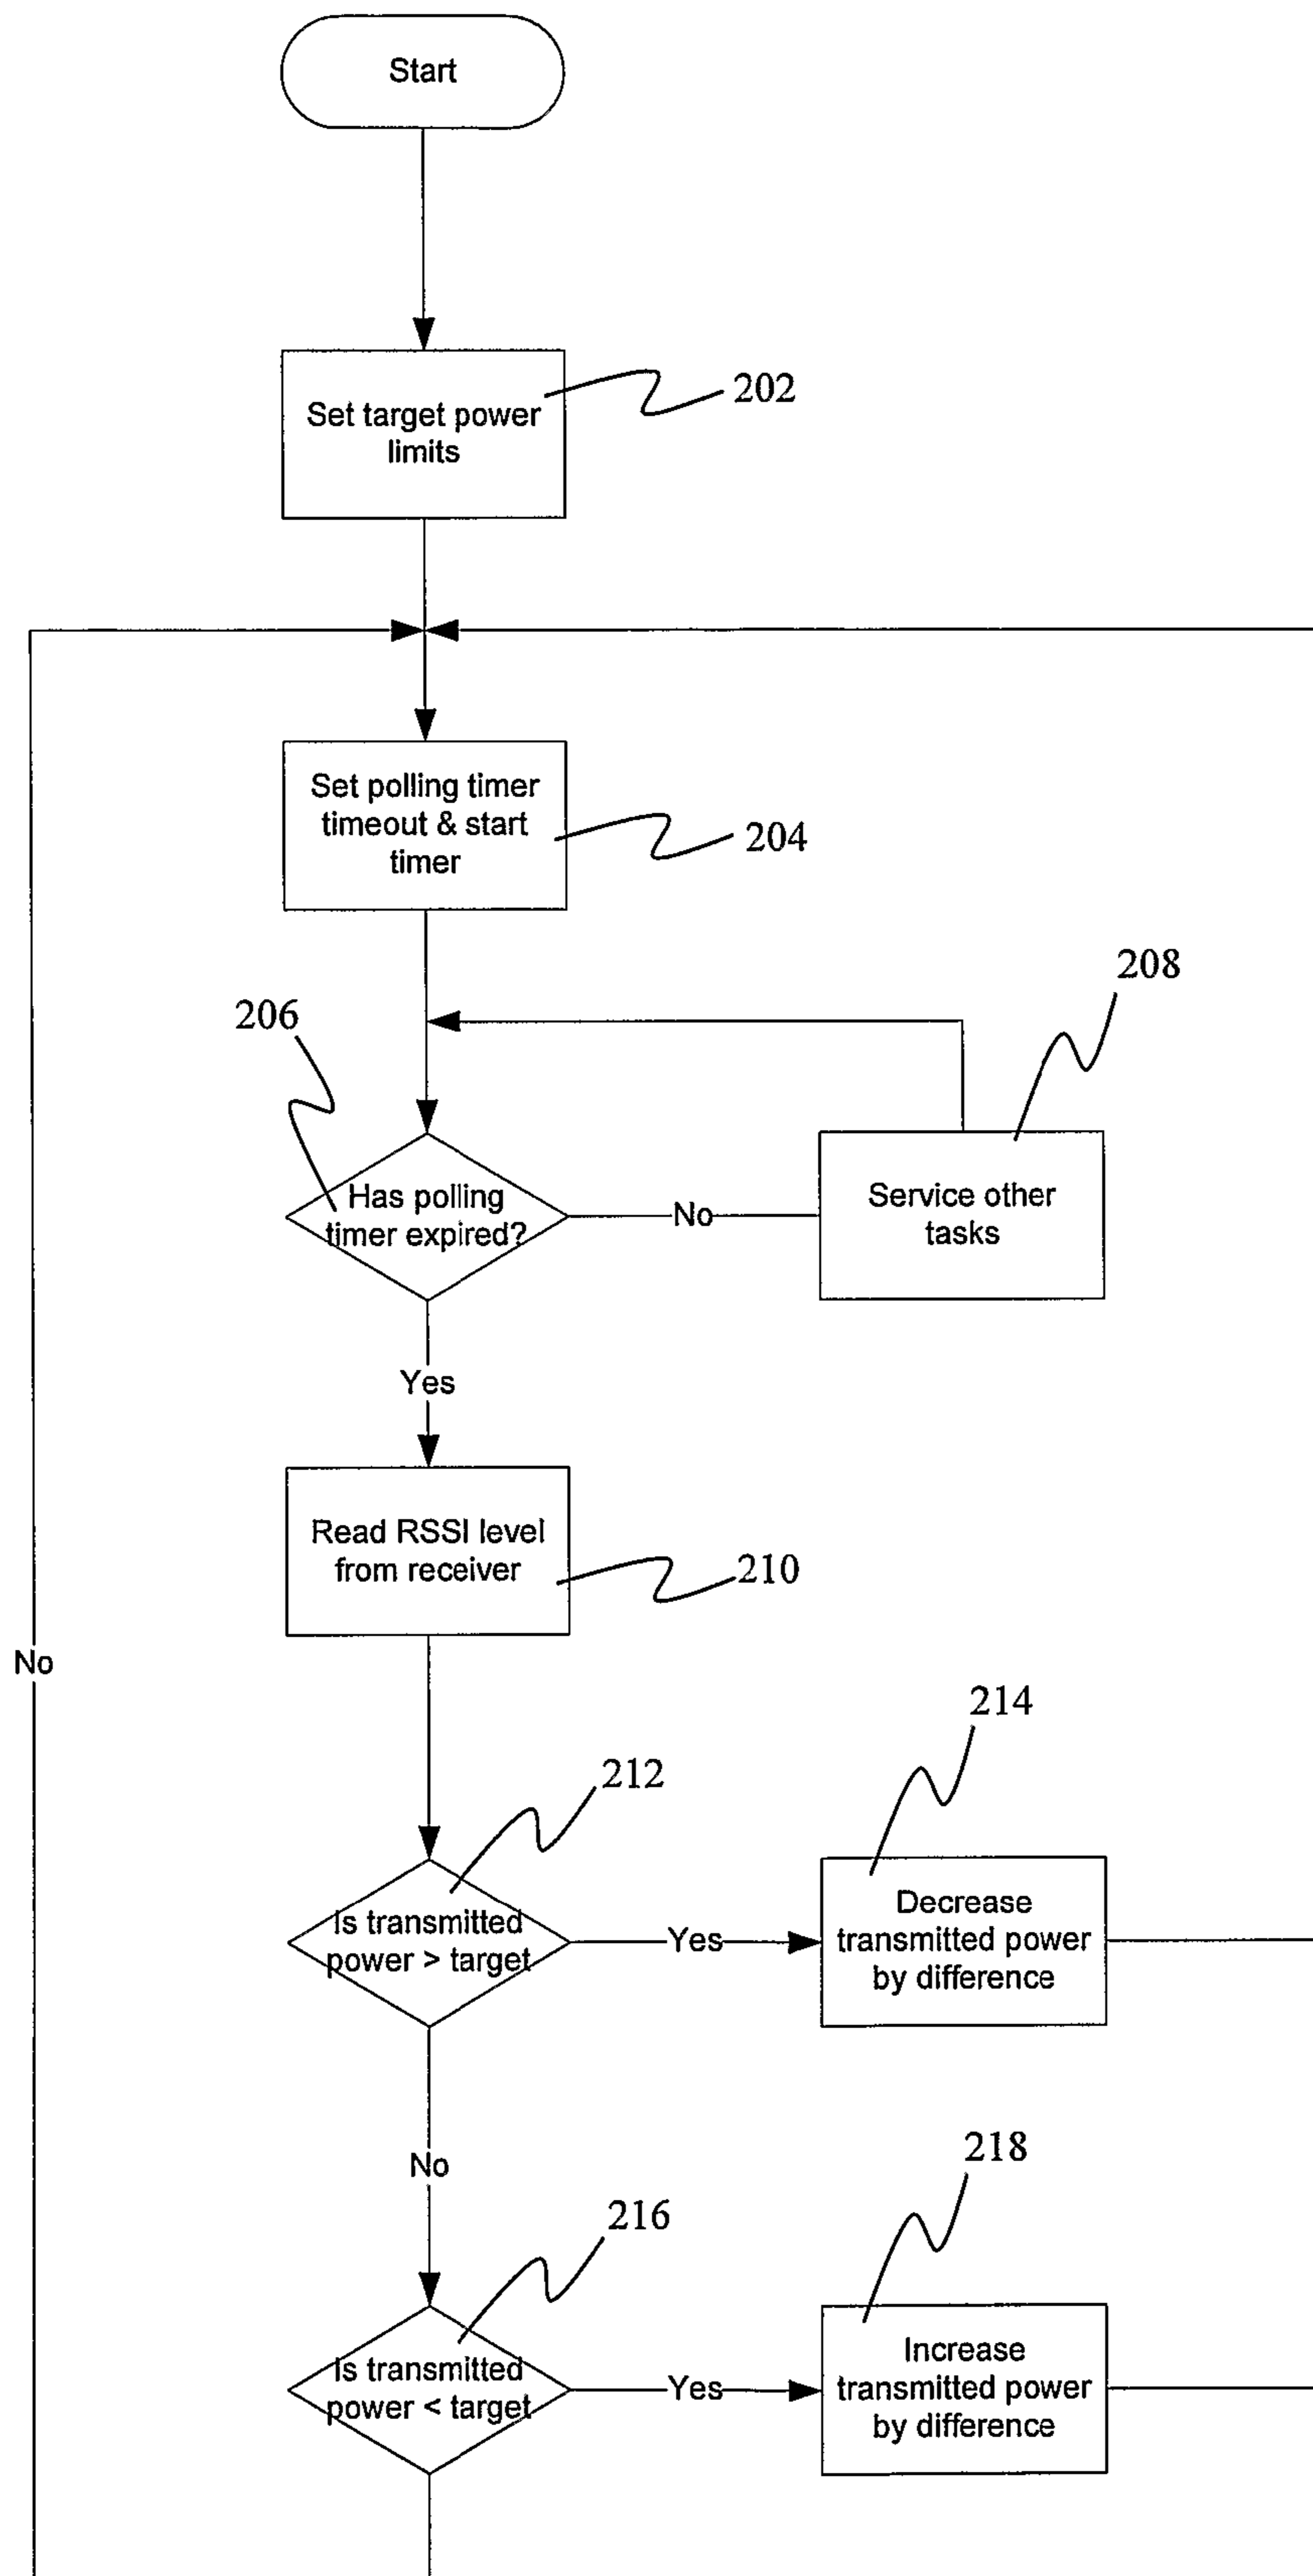 Start
Set target power
limits
202
Set polling timer
timeout & start
timer
204
208
206
Has polling
timer expired?
No
Service other
tasks
Yes
Read RSSI level
from receiver
210
No
214
212
Is transmitted
power > target
Yes
Decrease
transmitted power
by difference
No
218
216
Is transmitted
power < target
Yes
Increase
transmitted power
by difference